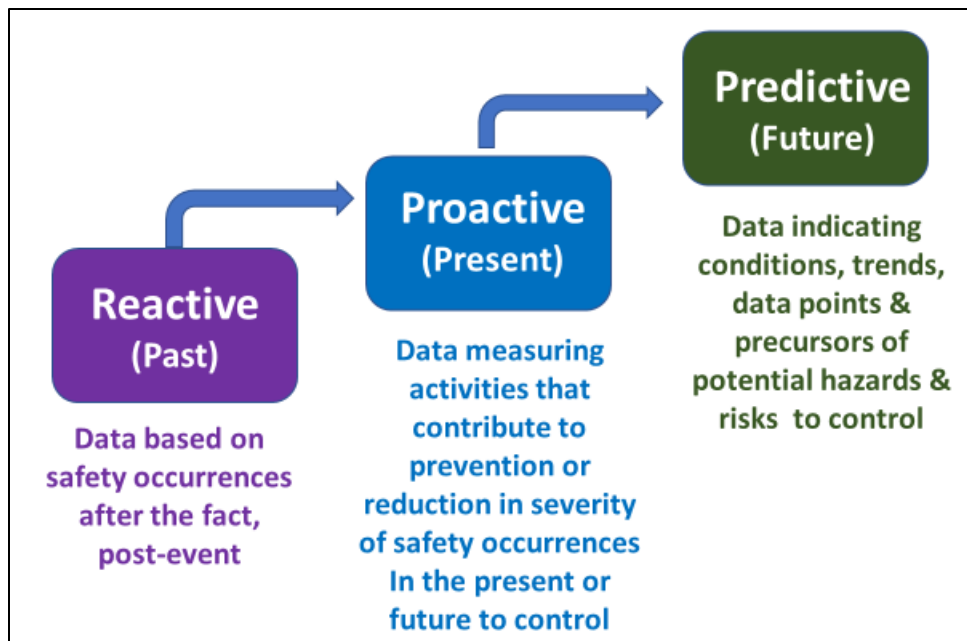 Reactive
(Past)
Data based on
safety occurrences
after the fact,
post-event
Proactive
(Present)
Data measuring
activities that
contribute to
prevention or
reduction in severity
of safety occurrences
In the present or
future to control
Predictive
(Future)
Data indicating
conditions, trends,
data points &
precursors of
potential hazards &
risks to control